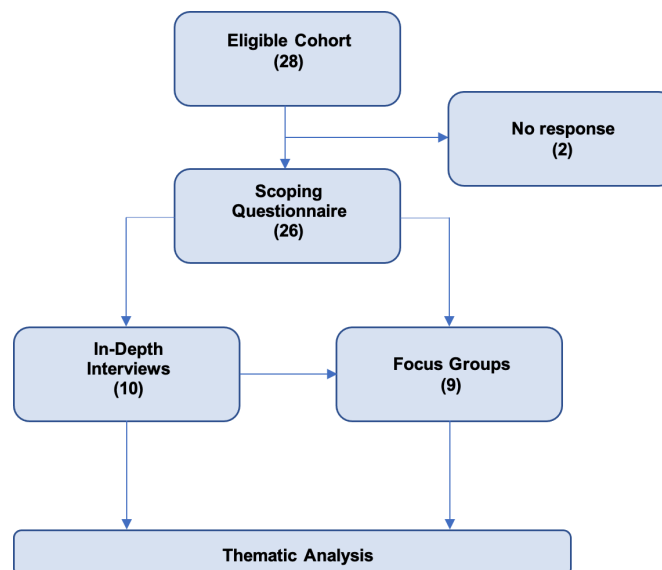 Eligible Cohort
(28)
No response
(2)
Scoping
Questionnaire
(26)
In-Depth
Interviews
(10)
Focus Groups
(9)
Thematic Analysis